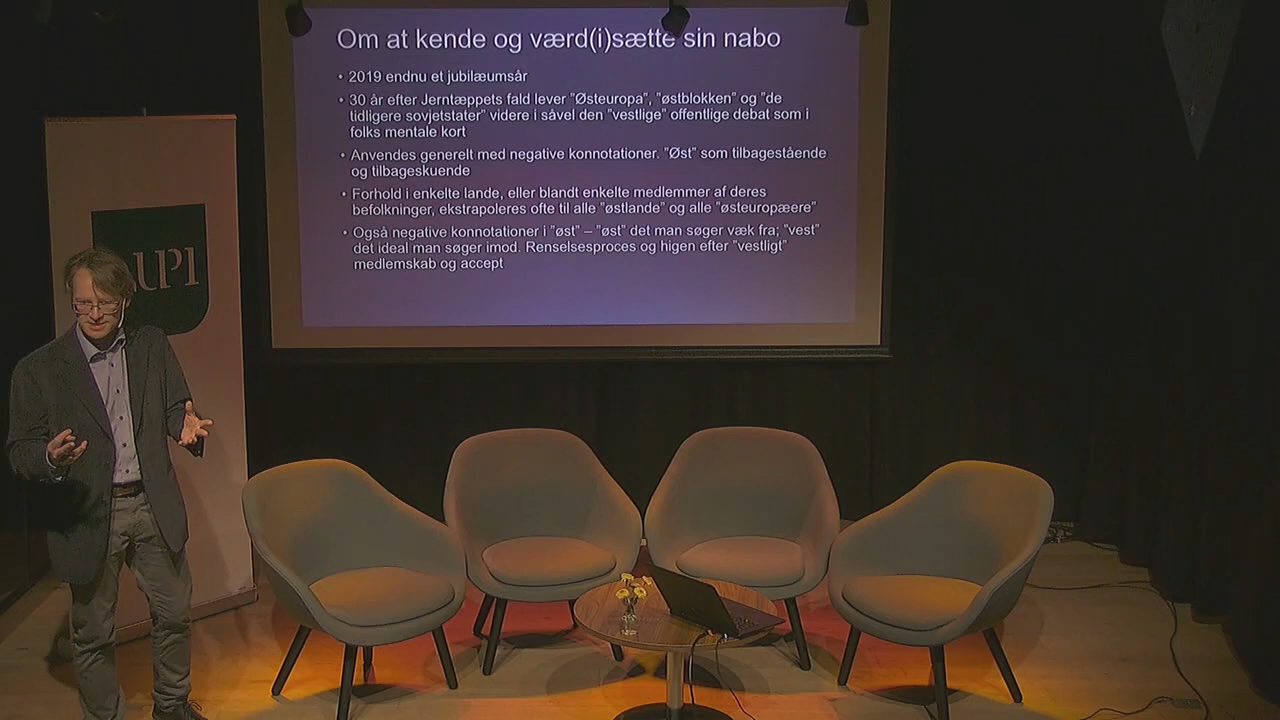 Om at kende og værd(i)sætte sin nabo
• 2019 endnu et jubilæumsår
• 30 år efter Jerntæppets fald lever ”Østeuropa”, ”østblokken” og ”de
tidligere sovjetstater” videre i såvel den ”vestlige” offentlige debat som i
folks mentale kort
• Anvendes generelt med negative konnotationer. ”Øst” som tilbagestående
og tilbageskuende
• Forhold i enkelte lande, eller blandt enkelte medlemmer af deres
befolkninger, ekstrapoleres ofte til alle ”østlande” og alle ”østeuropæere”
• Også negative konnotationer i ”øst” – ”øst” det man søger væk fra; ”vest”
det ideal man søger imod. Renselsesproces og higen efter ”vestligt”
medlemskab og accept
UPI